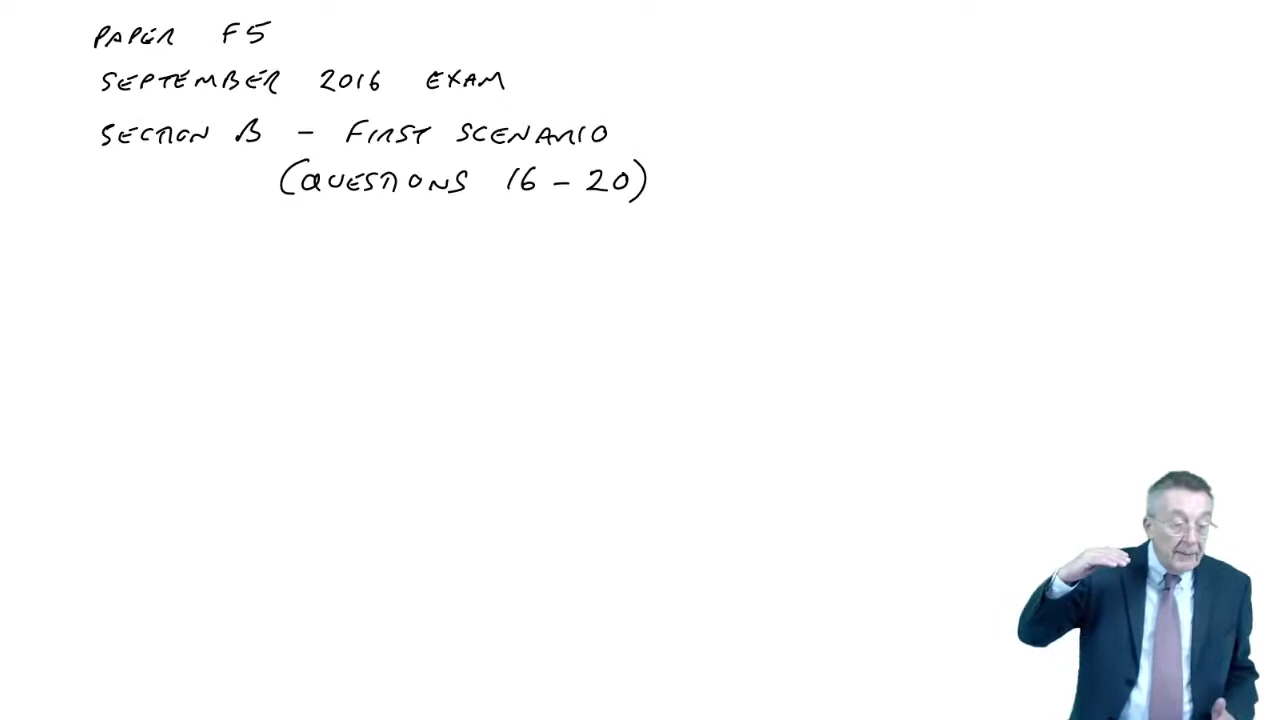 PAPER F5
SEPTEMBER 2016 EXAM
SECTION B - FIRST SCENARIO
(QUESTIONS 16 - 20)